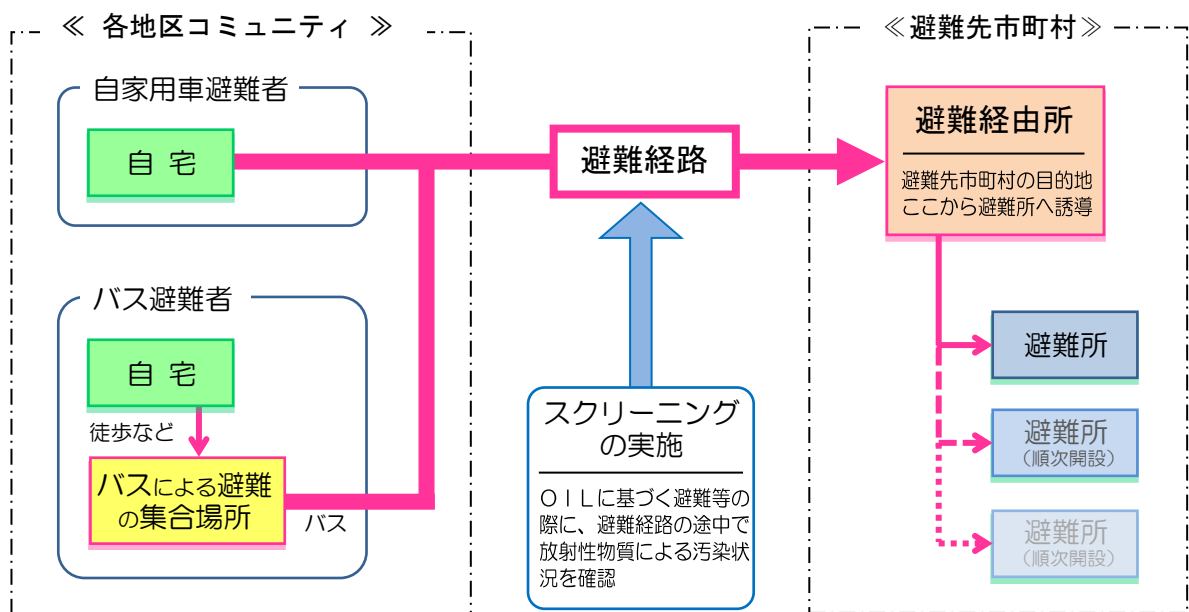 ≪ 各地区コミュニティ ≫
自家用車避難者
自 宅
バス避難者
自 宅
徒歩など
バスによる避難
の集合場所
バス
避難経路
スクリーニング
の実施
ＯＩＬに基づく避難等の
際に、避難経路の途中で
放射性物質による汚染状
況を確認
≪避難先市町村≫
避難経由所
避難先市町村の目的地
ここから避難所へ誘導
避難所
避難所
（順次開設）
避難所
（順次開設）